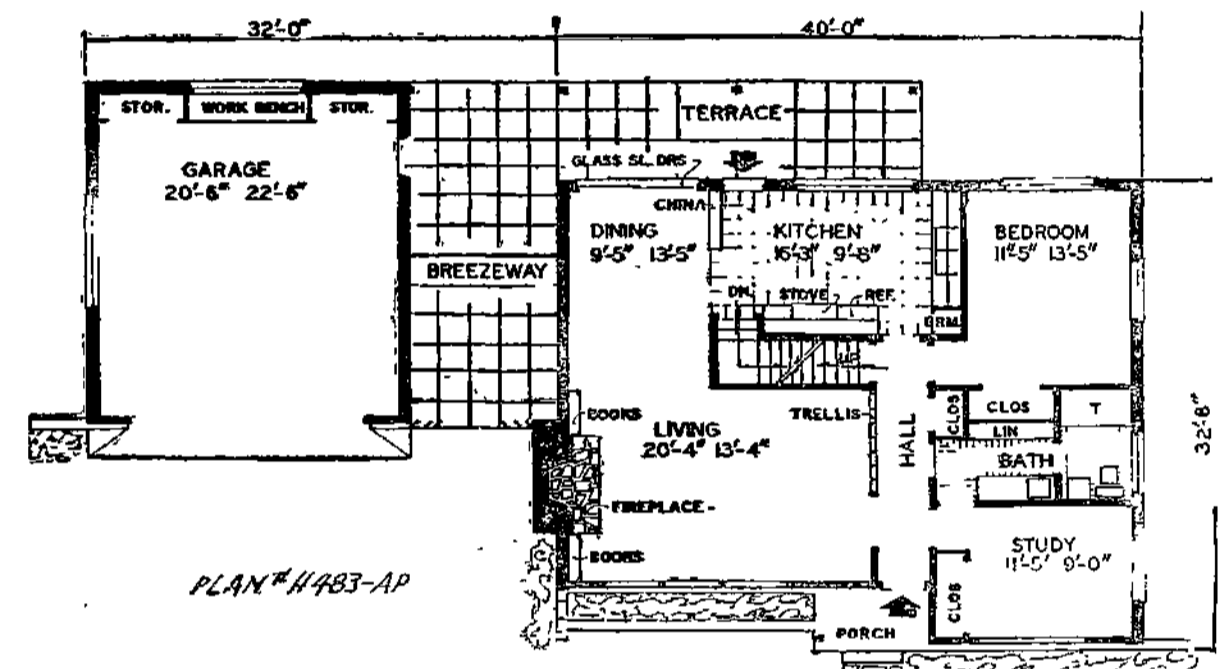 32'-0"
40'-0"
STOR.
WORK BENCH
STOR.
TERRACE
GARAGE
20'-6" 22'-6"
GLASS SL. DRS
CHINA
DINING
9'-5" 13'-5"
KITCHEN
16'-3" 9'-8"
BEDROOM
11'-5" 13'-5"
BREEZEWAY
DN.
STOVE
REF.
BRM.
UP
BOOKS
TRELLIS
HALL
CLOS
CLOS
T
LIN
LIVING
20'-4" 13'-4"
BATH
32'-8"
FIREPLACE
BOOKS
STUDY
9'-0"
CLOS
PORCH
PLAN # H483-AP